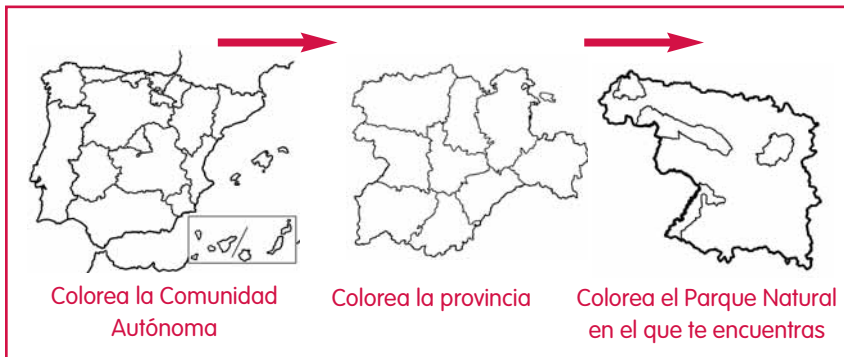 Colorea la Comunidad
Autónoma
Colorea la provincia
Colorea el Parque Natural
en el que te encuentras